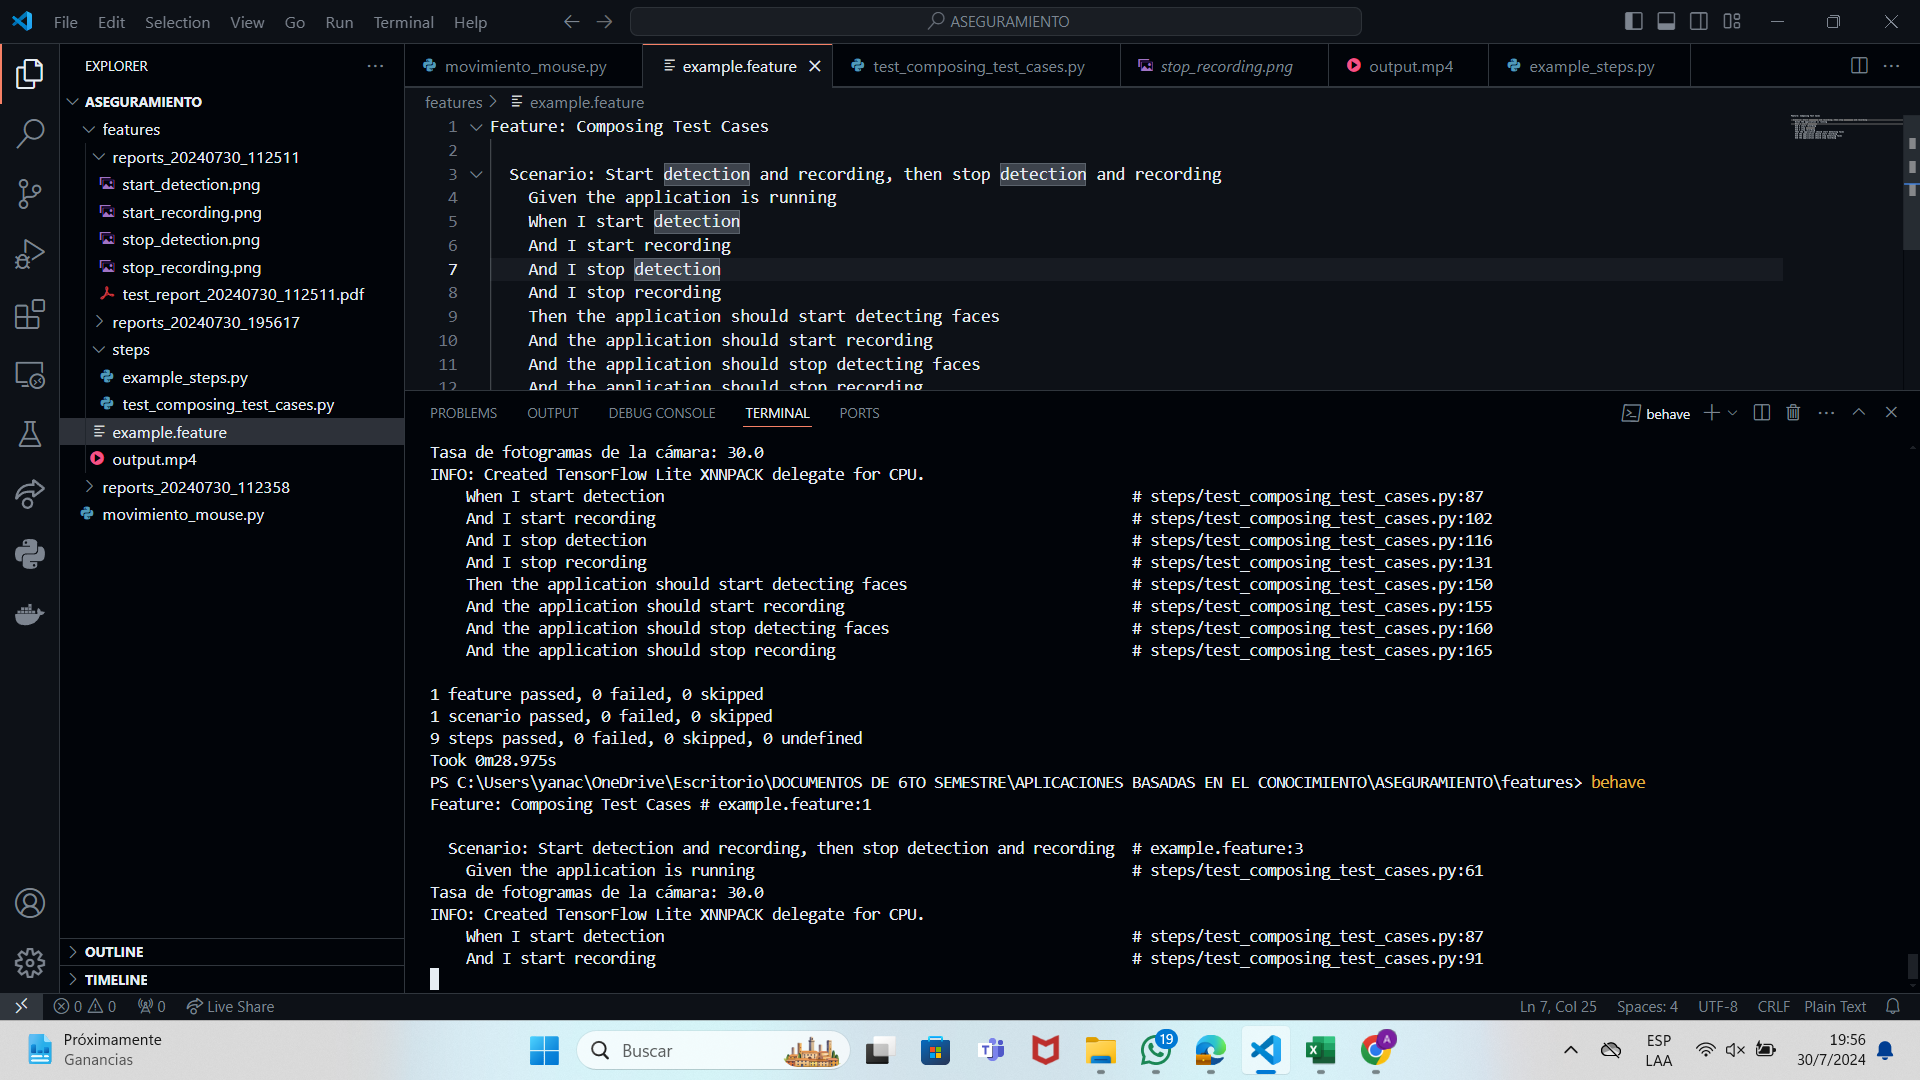 File Edit Selection View Go Run Terminal Help
ASEGURAMIENTO
EXPLORER
movimiento_mouse.py
example.feature
test_composing_test_cases.py
stop_recording.png
output.mp4
example_steps.py
ASEGURAMIENTO
features
reports_20240730_112511
start_detection.png
start_recording.png
stop_detection.png
stop_recording.png
test_report_20240730_112511.pdf
reports_20240730_195617
steps
example_steps.py
test_composing_test_cases.py
example.feature
output.mp4
reports_20240730_112358
movimiento_mouse.py
OUTLINE
TIMELINE
features > example.feature
1 Feature: Composing Test Cases
2
3 Scenario: Start detection and recording, then stop detection and recording
4 Given the application is running
5 When I start detection
6 And I start recording
7 And I stop detection
8 And I stop recording
9 Then the application should start detecting faces
10 And the application should start recording
11 And the application should stop detecting faces
12 And the application should stop recording
PROBLEMS OUTPUT DEBUG CONSOLE TERMINAL PORTS
behave
Tasa de fotogramas de la cámara: 30.0
INFO: Created TensorFlow Lite XNNPACK delegate for CPU.
When I start detection # steps/test_composing_test_cases.py:87
And I start recording # steps/test_composing_test_cases.py:102
And I stop detection # steps/test_composing_test_cases.py:116
And I stop recording # steps/test_composing_test_cases.py:131
Then the application should start detecting faces # steps/test_composing_test_cases.py:150
And the application should start recording # steps/test_composing_test_cases.py:155
And the application should stop detecting faces # steps/test_composing_test_cases.py:160
And the application should stop recording # steps/test_composing_test_cases.py:165
1 feature passed, 0 failed, 0 skipped
1 scenario passed, 0 failed, 0 skipped
9 steps passed, 0 failed, 0 skipped, 0 undefined
Took 0m28.975s
PS C:\Users\yanac\OneDrive\Escritorio\DOCUMENTOS DE 6TO SEMESTRE\APLICACIONES BASADAS EN EL CONOCIMIENTO\ASEGURAMIENTO\features> behave
Feature: Composing Test Cases # example.feature:1
Scenario: Start detection and recording, then stop detection and recording # example.feature:3
Given the application is running # steps/test_composing_test_cases.py:61
Tasa de fotogramas de la cámara: 30.0
INFO: Created TensorFlow Lite XNNPACK delegate for CPU.
When I start detection # steps/test_composing_test_cases.py:87
And I start recording # steps/test_composing_test_cases.py:91
0 0 0 Live Share
Ln 7, Col 25 Spaces: 4 UTF-8 CRLF Plain Text
Próximamente
Ganancias
Buscar
19
A
ESP
LAA
19:56
30/7/2024